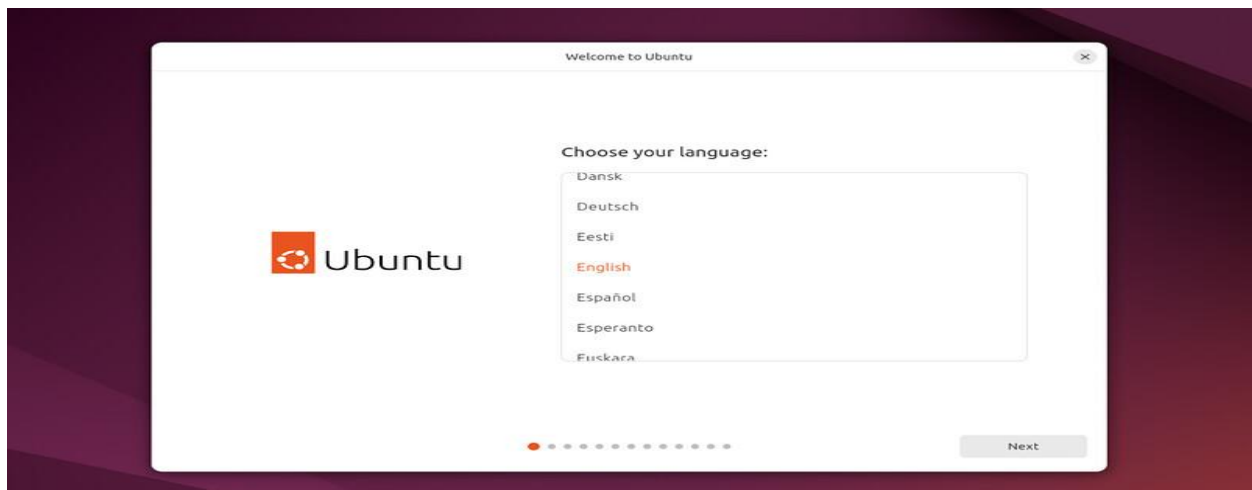 Welcome to Ubuntu
Choose your language:
Dansk
Deutsch
Eesti
English
Español
Esperanto
Euskara
Ubuntu
Next